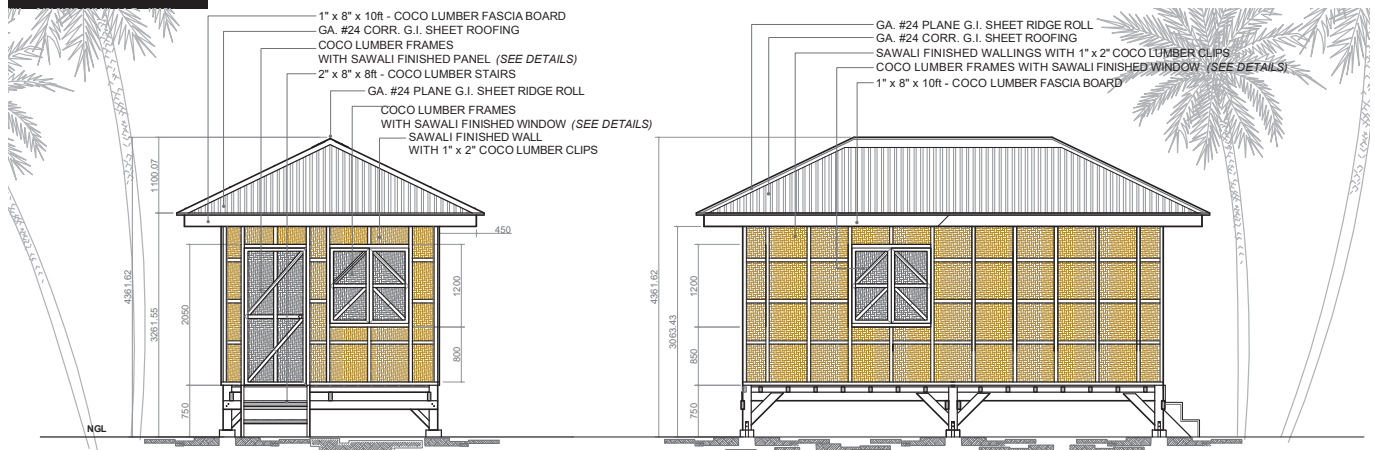 1" x 8" x 10ft - COCO LUMBER FASCIA BOARD
GA. #24 CORR. G.I. SHEET ROOFING
COCO LUMBER FRAMES
WITH SAWALI FINISHED PANEL (SEE DETAILS)
2" x 8" x 8ft - COCO LUMBER STAIRS
GA. #24 PLANE G.I. SHEET RIDGE ROLL
COCO LUMBER FRAMES
WITH SAWALI FINISHED WINDOW (SEE DETAILS)
SAWALI FINISHED WALL
WITH 1" x 2" COCO LUMBER CLIPS
1100.07
4361.62
3261.55
2050
750
450
1200
800
NGL
GA. #24 PLANE G.I. SHEET RIDGE ROLL
GA. #24 CORR. G.I. SHEET ROOFING
SAWALI FINISHED WALLINGS WITH 1" x 2" COCO LUMBER CLIPS
COCO LUMBER FRAMES WITH SAWALI FINISHED WINDOW (SEE DETAILS)
1" x 8" x 10ft - COCO LUMBER FASCIA BOARD
4361.62
3063.43
1200
850
750